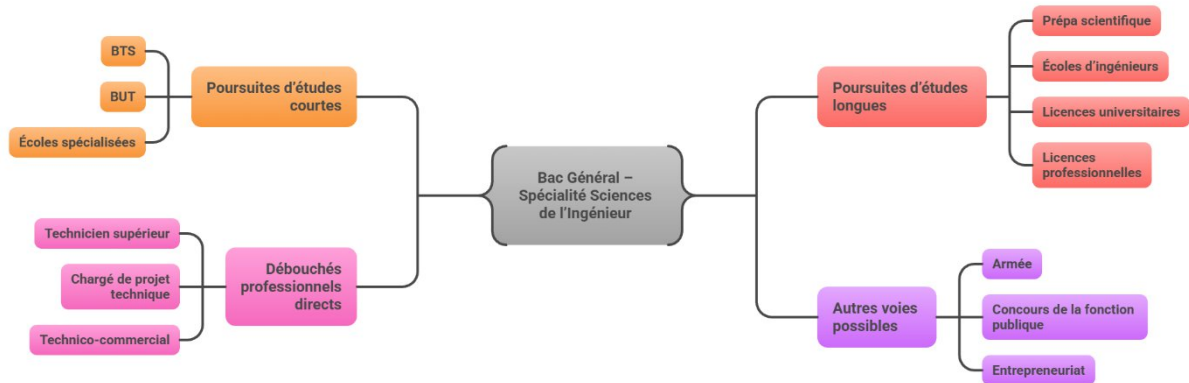 Bac Général –
Spécialité Sciences
de l’Ingénieur
Poursuites d’études
courtes
BTS
BUT
Écoles spécialisées
Débouchés
professionnels
directs
Technicien supérieur
Chargé de projet
technique
Technico-commercial
Poursuites d’études
longues
Prépa scientifique
Écoles d’ingénieurs
Licences universitaires
Licences
professionnelles
Autres voies
possibles
Armée
Concours de la fonction
publique
Entrepreneuriat